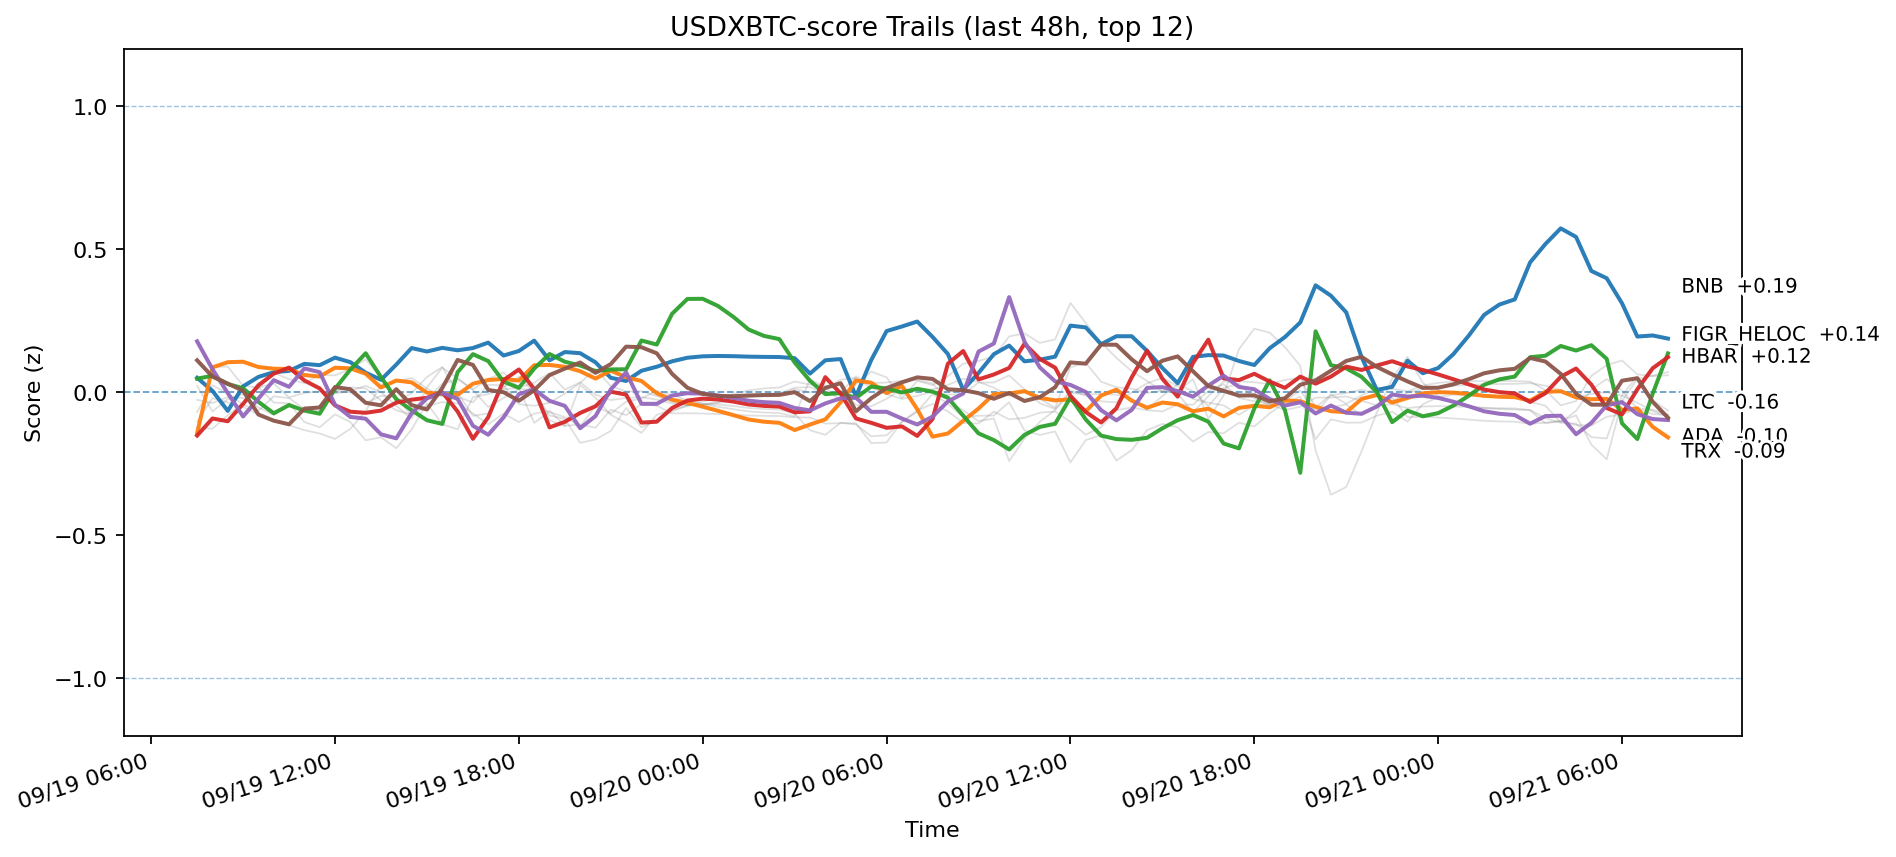 USDXBTC-score Trails (last 48h, top 12)
Score (z)
1.0
0.5
0.0
−0.5
−1.0
BNB +0.19
FIGR_HELOC +0.14
HBAR +0.12
LTC -0.16
ADA -0.10
TRX -0.09
09/19 06:00
09/19 12:00
09/19 18:00
09/20 00:00
09/20 06:00
09/20 12:00
09/20 18:00
09/21 00:00
09/21 06:00
Time